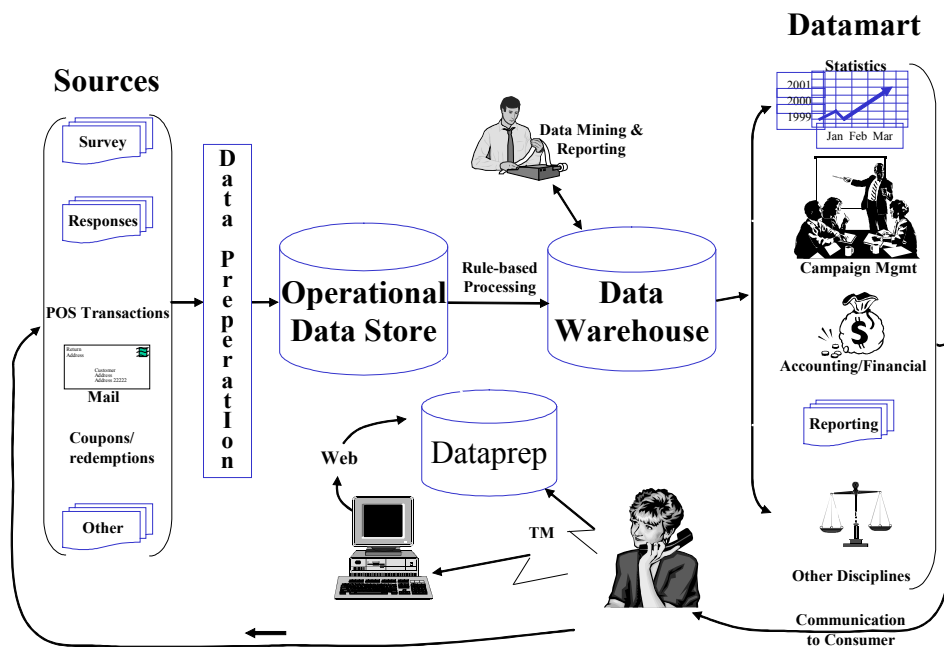 Datamart
Sources
Statistics
2001
2000
1999
Jan Feb Mar
Survey
Responses
POS Transactions
Return
Address
Customer
Address
Address 22222
Mail
Coupons/
redemptions
Other
Data PreperatIon
Operational
Data Store
Rule-based
Processing
Data Mining &
Reporting
Data
Warehouse
Campaign Mgmt
$
Accounting/Financial
Reporting
Other Disciplines
Web
Dataprep
TM
Communication
to Consumer